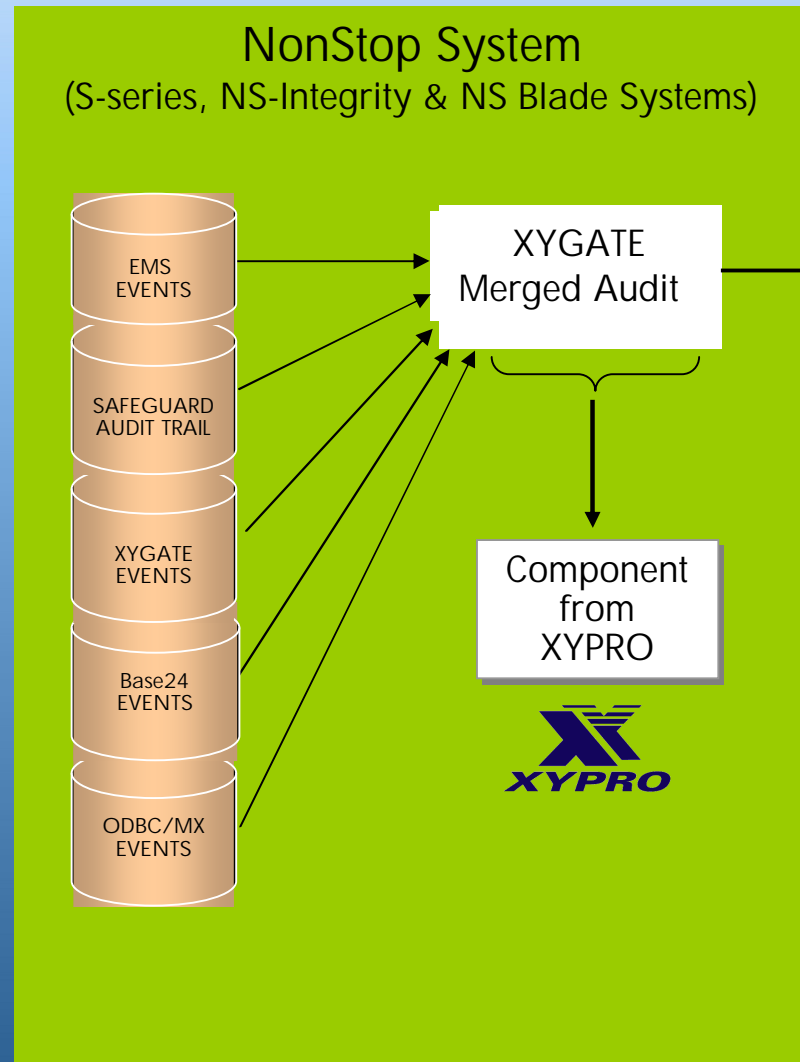 NonStop System
(S-series, NS-Integrity & NS Blade Systems)
EMS
EVENTS
SAFEGUARD
AUDIT TRAIL
XYGATE
EVENTS
Base24
EVENTS
ODBC/MX
EVENTS
XYGATE
Merged Audit
Component
from
XYPRO
XYPRO